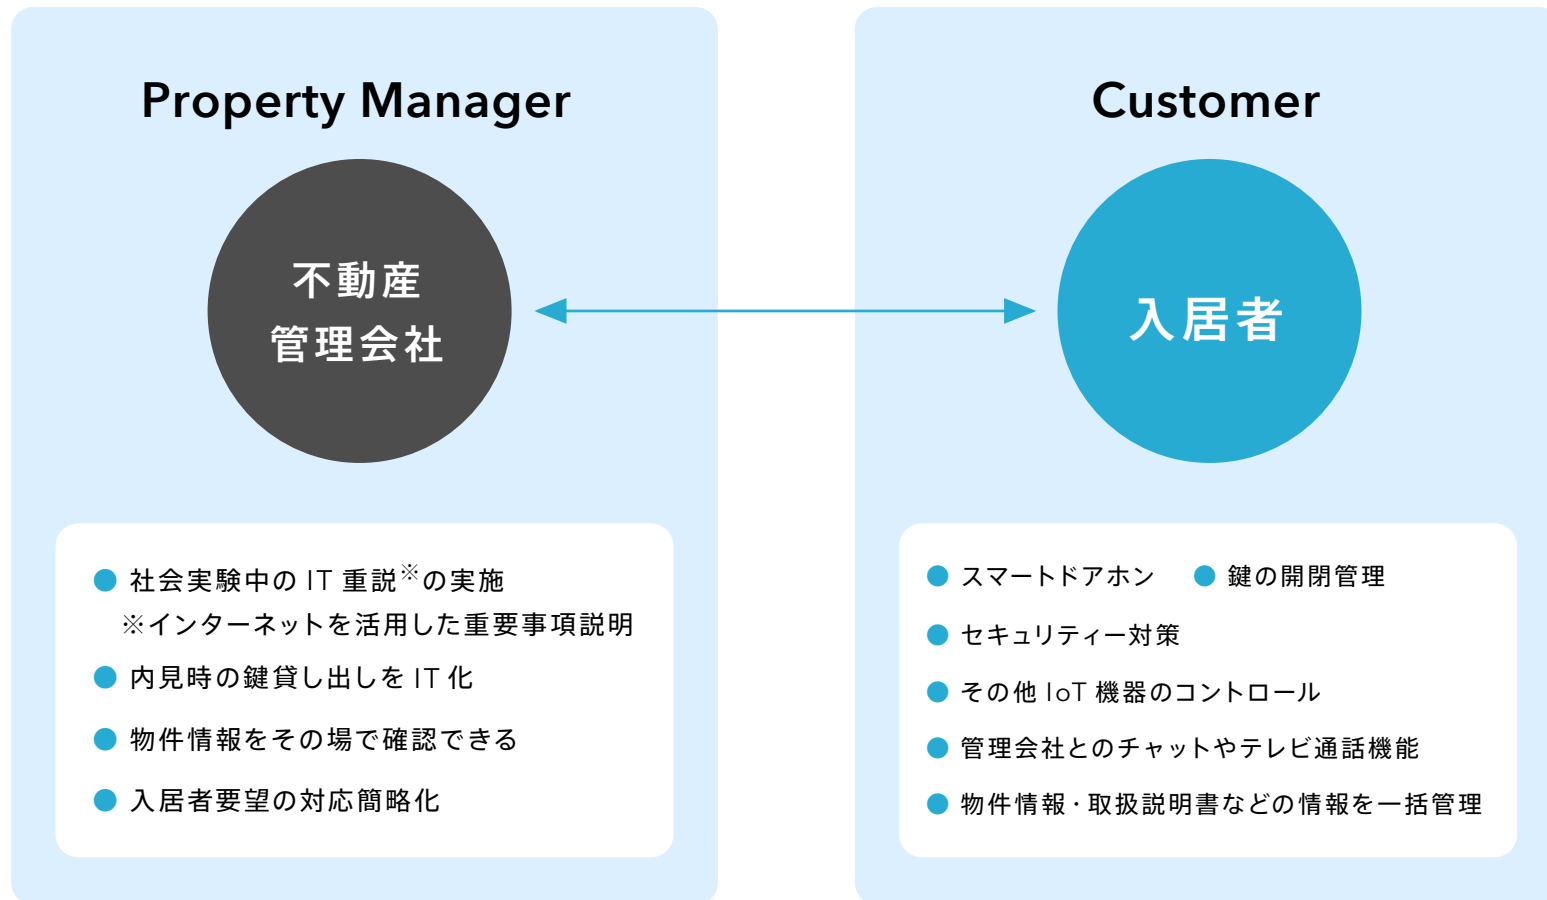 Property Manager
不動産
管理会社
● 社会実験中の IT 重説※の実施
※インターネットを活用した重要事項説明
● 内見時の鍵貸し出しを IT 化
● 物件情報をその場で確認できる
● 入居者要望の対応簡略化
Customer
入居者
● スマートドアホン ● 鍵の開閉管理
● セキュリティー対策
● その他 IoT 機器のコントロール
● 管理会社とのチャットやテレビ通話機能
● 物件情報・取扱説明書などの情報を一括管理